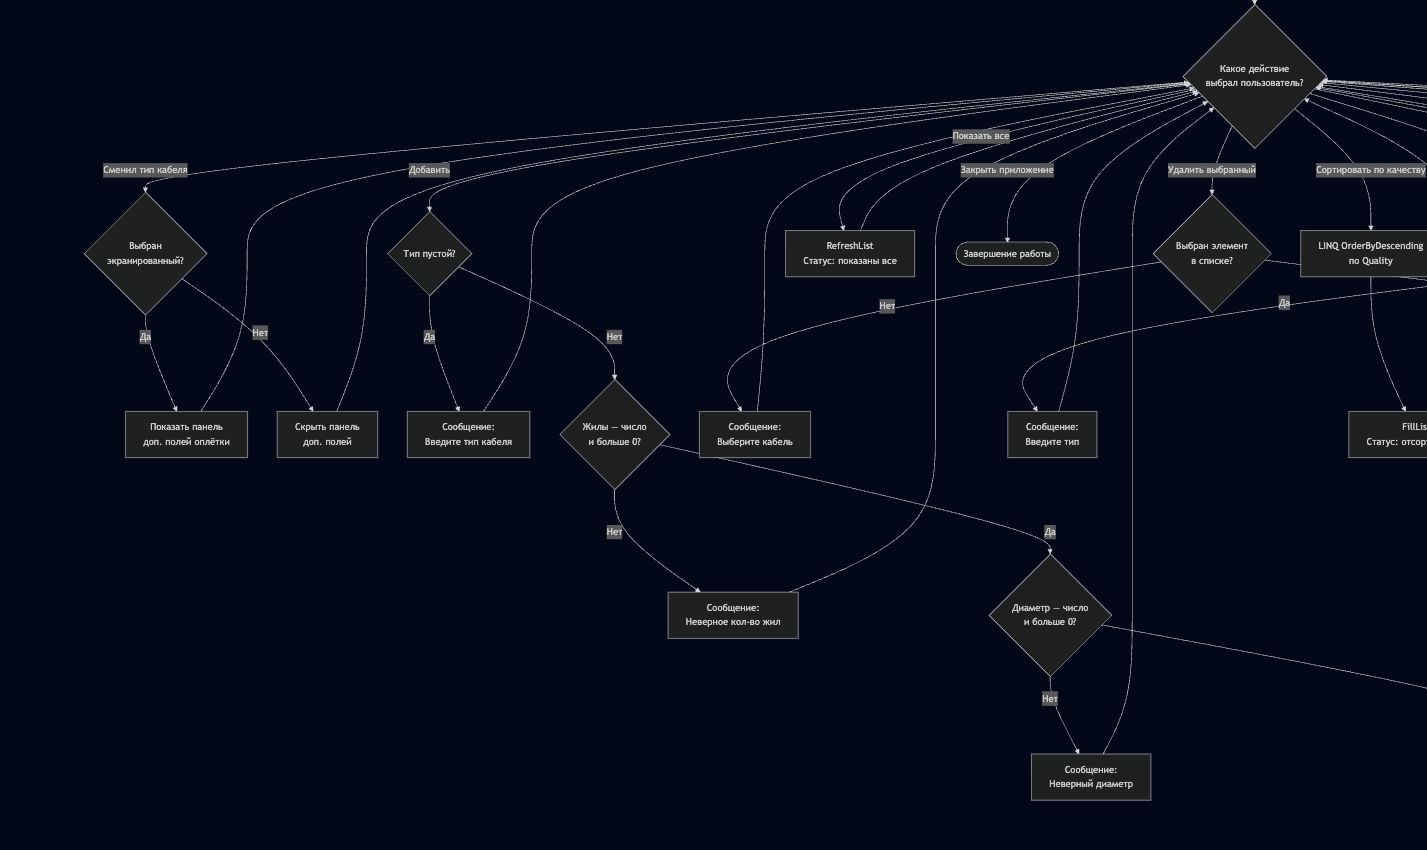 Какое действие
выбрал пользователь?
Показать все
Сменил тип кабеля
Добавить
Закрыть приложение
Удалить выбранный
Сортировать по качеству
Выбран
экранированный?
Тип пустой?
RefreshList
Статус: показаны все
Завершение работы
Выбран элемент
в списке?
LINQ OrderByDescending
по Quality
Нет
Да
Да
Нет
Да
Нет
Показать панель
доп. полей оплётки
Скрыть панель
доп. полей
Сообщение:
Введите тип кабеля
Жилы — число
и больше 0?
Сообщение:
Выберите кабель
Сообщение:
Введите тип
Нет
Да
Сообщение:
Неверное кол-во жил
Диаметр — число
и больше 0?
Нет
Сообщение:
Неверный диаметр